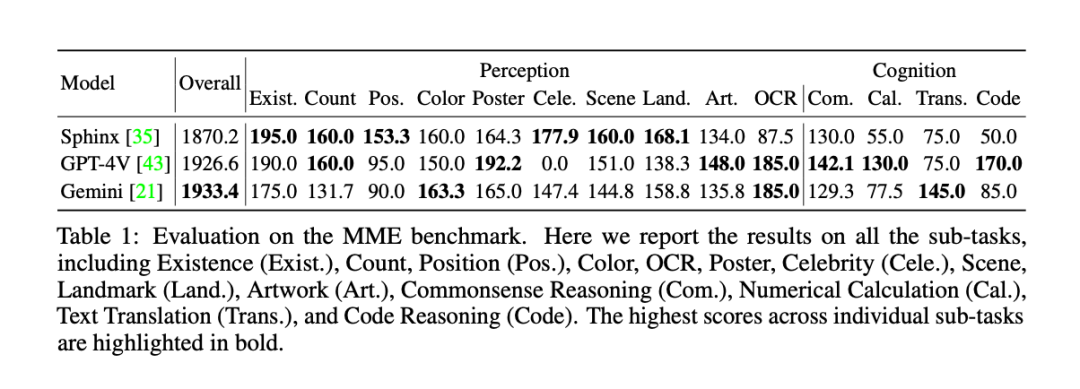 Model Overall Perception Cognition
Exist. Count Pos. Color Poster Cele. Scene Land. Art. OCR Com. Cal. Trans. Code
Sphinx [35] 1870.2 195.0 160.0 153.3 160.0 164.3 177.9 160.0 168.1 134.0 87.5 130.0 55.0 75.0 50.0
GPT-4V [43] 1926.6 190.0 160.0 95.0 150.0 192.2 0.0 151.0 138.3 148.0 185.0 142.1 130.0 75.0 170.0
Gemini [21] 1933.4 175.0 131.7 90.0 163.3 165.0 147.4 144.8 158.8 135.8 185.0 129.3 77.5 145.0 85.0
Table 1: Evaluation on the MME benchmark. Here we report the results on all the sub-tasks,
including Existence (Exist.), Count, Position (Pos.), Color, OCR, Poster, Celebrity (Cele.), Scene,
Landmark (Land.), Artwork (Art.), Commonsense Reasoning (Com.), Numerical Calculation (Cal.),
Text Translation (Trans.), and Code Reasoning (Code). The highest scores across individual sub-tasks
are highlighted in bold.